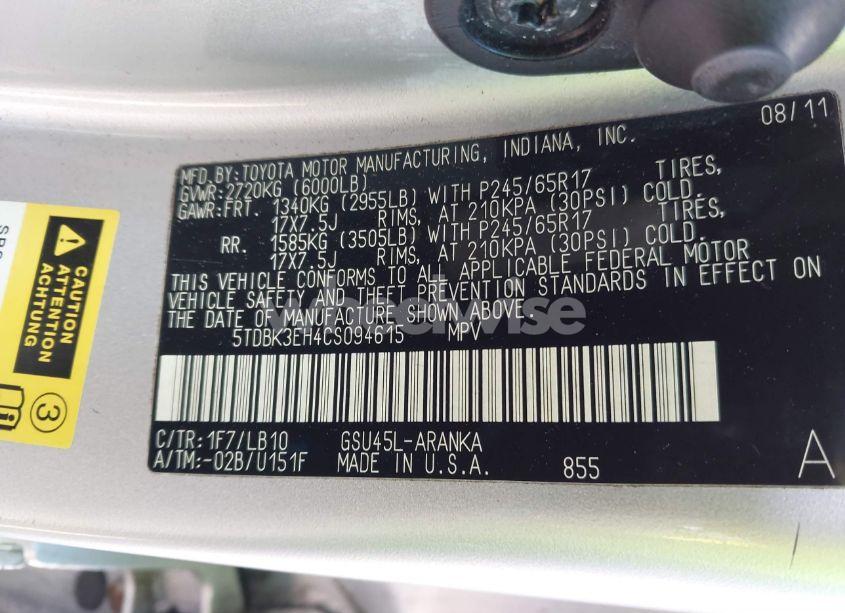 08/11
MFD.BY:TOYOTA MOTOR MANUFACTURING, INDIANA, INC.
GVWR:2720KG (6000LB)
GAWR:FRT. 1340KG (2955LB) WITH P245/65R17 TIRES,
17X7.5J RIMS, AT 210KPA (30PSI) COLD.
RR. 1585KG (3505LB) WITH P245/65R17 TIRES,
17X7.5J RIMS, AT 210KPA (30PSI) COLD.
THIS VEHICLE CONFORMS TO ALL APPLICABLE FEDERAL MOTOR
VEHICLE SAFETY AND THEFT PREVENTION STANDARDS IN EFFECT ON
THE DATE OF MANUFACTURE SHOWN ABOVE.
5TDBK3EH4CS094615 MPV
C/TR:1F7/LB10 GSU45L-ARANKA
A/TM:-02B/U151F MADE IN U.S.A. 855 A
CAUTION
ATTENTION
ACHTUNG
3